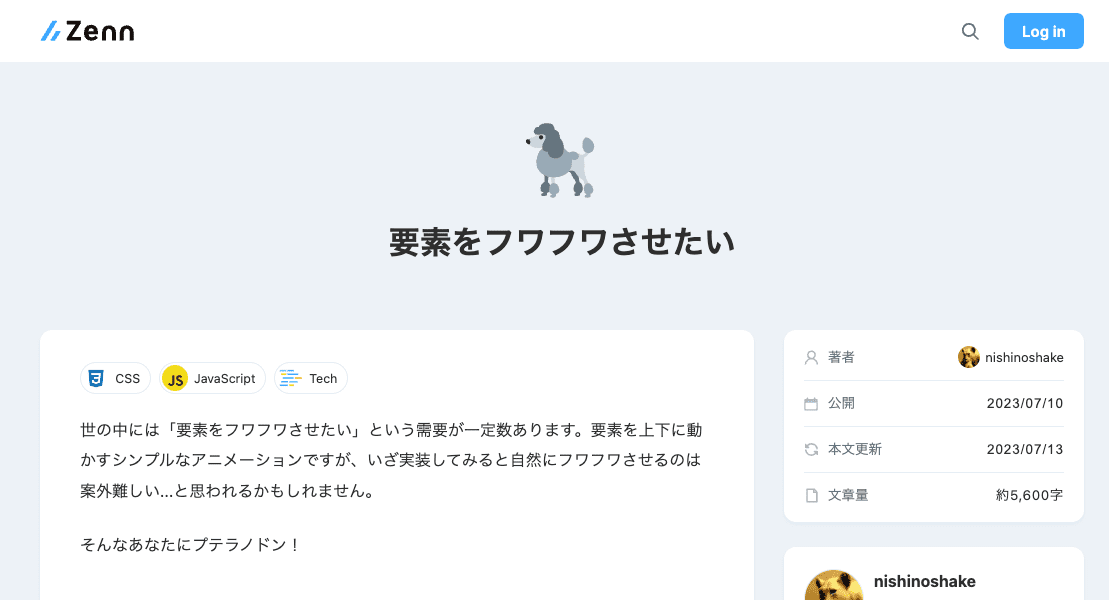 Zenn
Log in
要素をフワフワさせたい
CSS
JavaScript
Tech
世の中には「要素をフワフワさせたい」という需要が一定数あります。要素を上下に動
かすシンプルなアニメーションですが、いざ実装してみると自然にフワフワさせるのは
案外難しい...と思われるかもしれません。
そんなあなたにプテラノドン！
著者
nishinoshake
公開
2023/07/10
本文更新
2023/07/13
文章量
約5,600字
nishinoshake